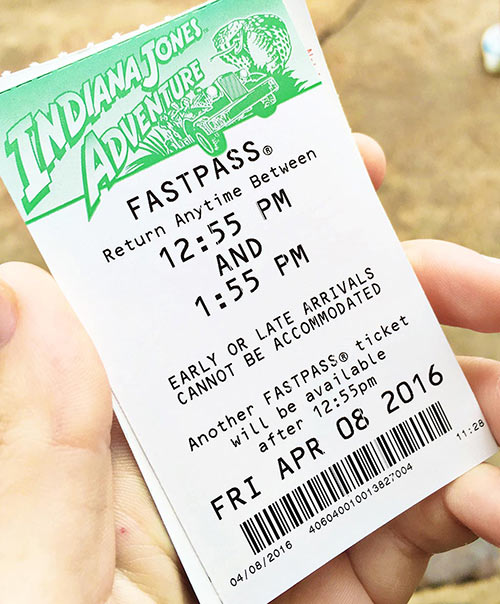 INDIANA JONES
ADVENTURE
FASTPASS®
Return Anytime Between
12:55 PM
AND
1:55 PM
EARLY OR LATE ARRIVALS
CANNOT BE ACCOMMODATED
Another FASTPASS® ticket
will be available
after 12:55pm
FRI APR 08 2016
04/08/2016 406040010013827004 11:28